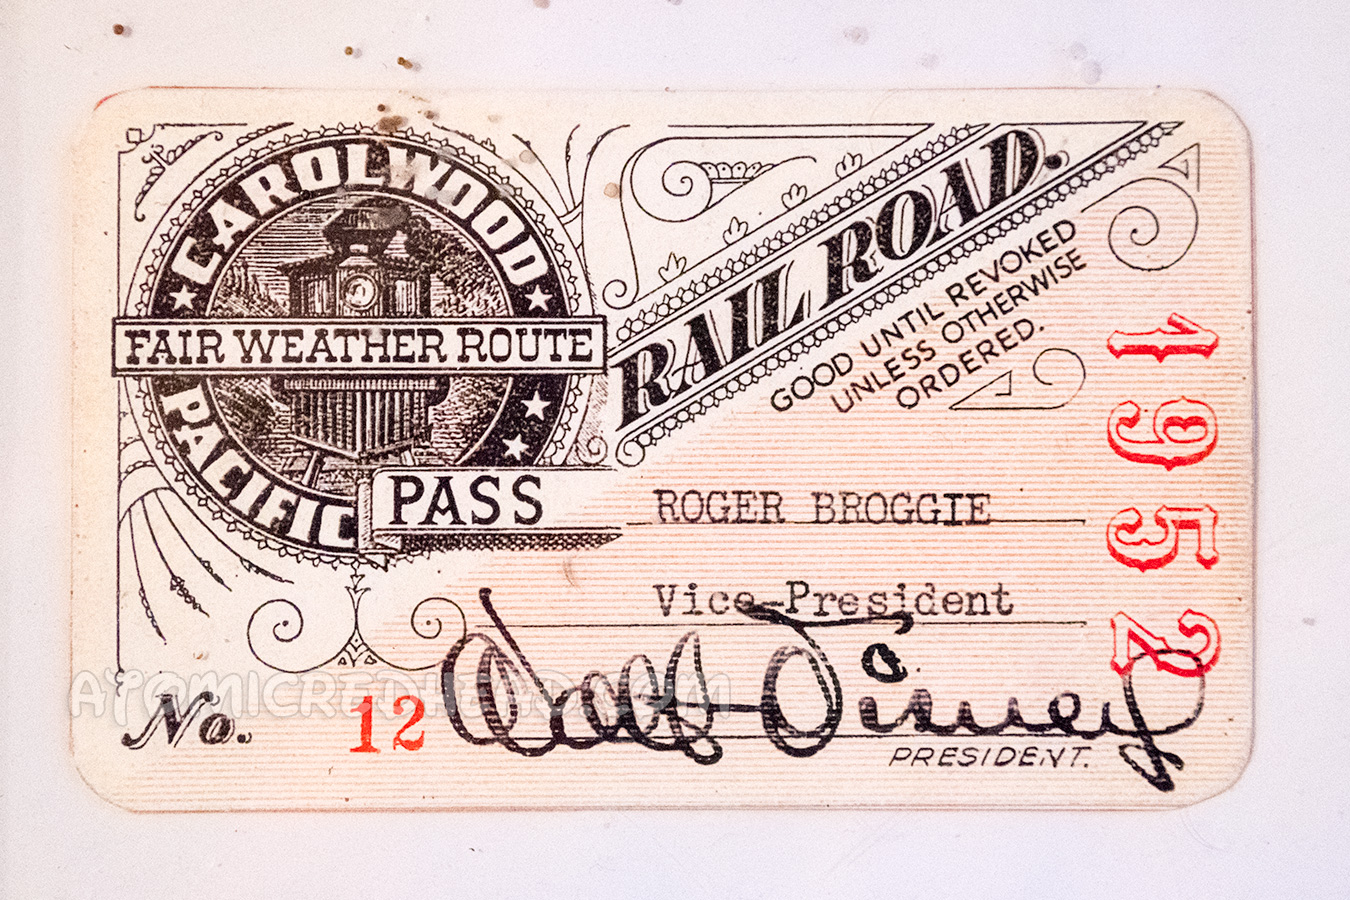 CAROLWOOD
FAIR WEATHER ROUTE
PACIFIC
RAIL ROAD.
GOOD UNTIL REVOKED
UNLESS OTHERWISE
ORDERED.
1952
PASS
ROGER BROGGIE
Vice-President
Walt Disney
PRESIDENT.
No. 12
ATOMICREDHEAD.COM